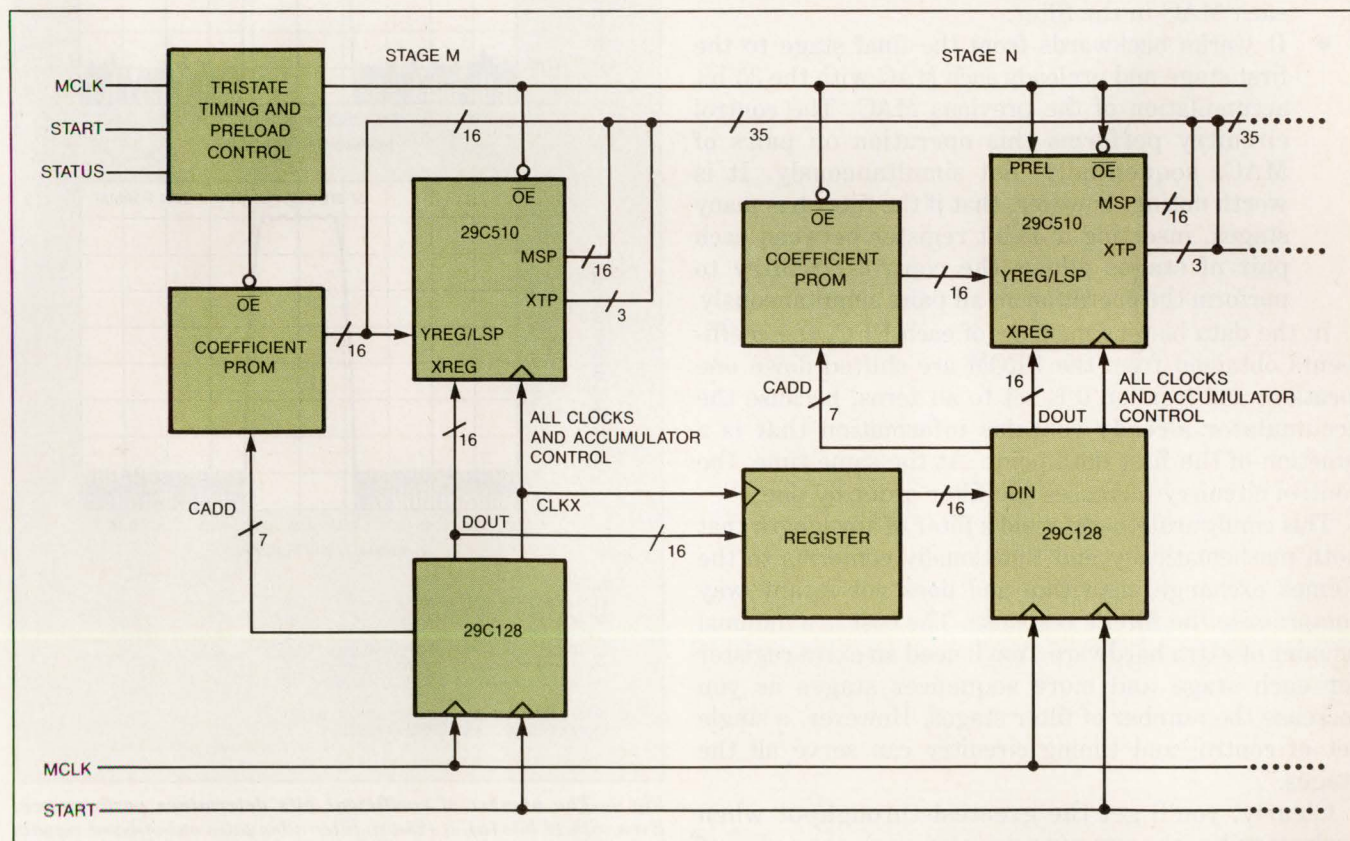 STAGE M
STAGE N
MCLK
START
STATUS
TRISTATE
TIMING AND
PRELOAD
CONTROL
16
35
35
OE
29C510
MSP
16
XTP
3
YREG/LSP
XREG
OE
COEFFICIENT
PROM
16
CADD
7
16
ALL CLOCKS
AND ACCUMULATOR
CONTROL
CLKX
DOUT
16
29C128
OE
COEFFICIENT
PROM
16
PREL
OE
MSP
16
29C510
XTP
3
YREG/LSP
XREG
CADD
7
16
DOUT
ALL CLOCKS
AND ACCUMULATOR
CONTROL
REGISTER
16
DIN
29C128
MCLK
START